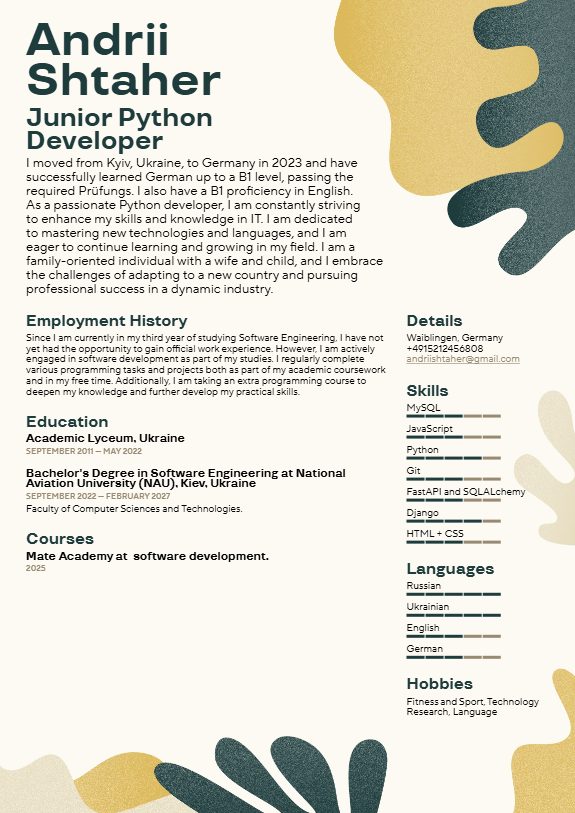 Andrii
Shtaher
Junior Python
Developer
I moved from Kyiv, Ukraine, to Germany in 2023 and have
successfully learned German up to a B1 level, passing the
required Prüfungs. I also have a B1 proficiency in English.
As a passionate Python developer, I am constantly striving
to enhance my skills and knowledge in IT. I am dedicated
to mastering new technologies and languages, and I am
eager to continue learning and growing in my field. I am a
family-oriented individual with a wife and child, and I embrace
the challenges of adapting to a new country and pursuing
professional success in a dynamic industry.
Employment History
Since I am currently in my third year of studying Software Engineering, I have not
yet had the opportunity to gain official work experience. However, I am actively
engaged in software development as part of my studies. I regularly complete
various programming tasks and projects both as part of my academic coursework
and in my free time. Additionally, I am taking an extra programming course to
deepen my knowledge and further develop my practical skills.
Education
Academic Lyceum, Ukraine
SEPTEMBER 2011 — MAY 2022
Bachelor's Degree in Software Engineering at National
Aviation University (NAU), Kiev, Ukraine
SEPTEMBER 2022 — FEBRUARY 2027
Faculty of Computer Sciences and Technologies.
Courses
Mate Academy at software development.
2025
Details
Waiblingen, Germany
+4915212456808
andriishtaher@gmail.com
Skills
MySQL
JavaScript
Python
Git
FastAPI and SQLALchemy
Django
HTML + CSS
Languages
Russian
Ukrainian
English
German
Hobbies
Fitness and Sport, Technology
Research, Language